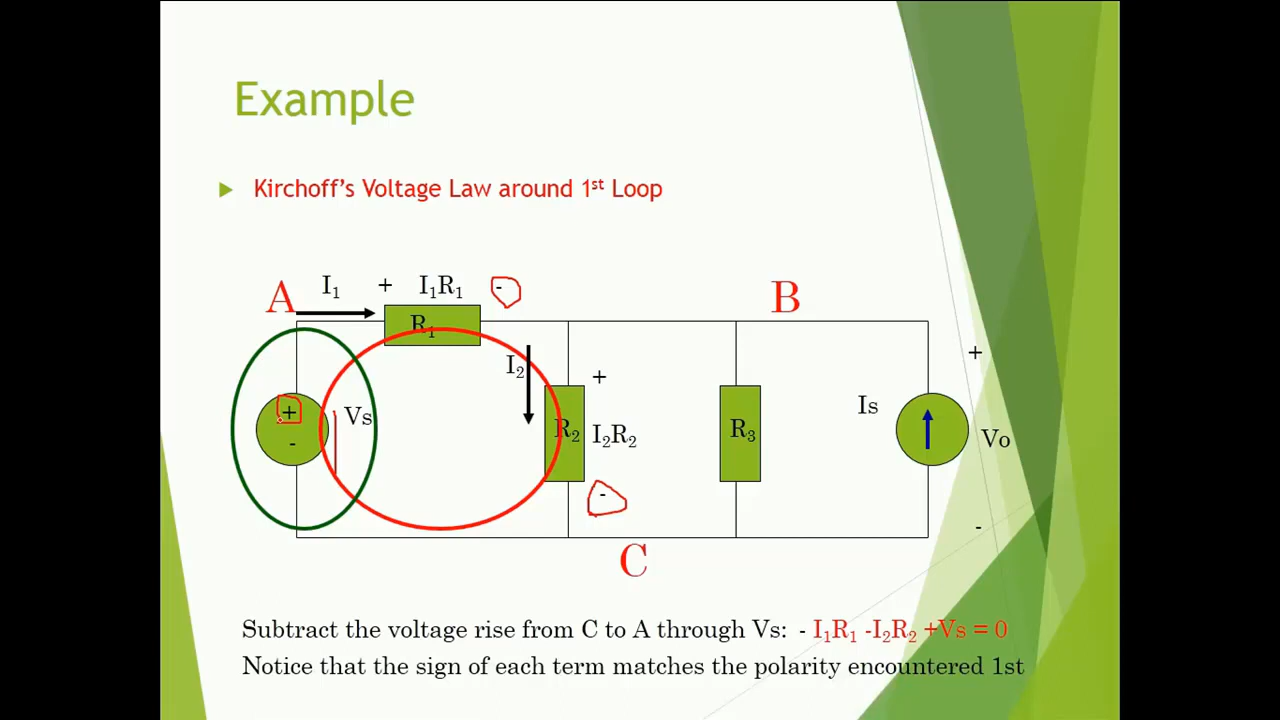 Example
Kirchoff's Voltage Law around 1st Loop
A I₁ + I₁R₁ - B
R₁
I₂ + +
+ Vs R₂ I₂R₂ R₃ Is Vo
- - -
C
Subtract the voltage rise from C to A through Vs: - I₁R₁ -I₂R₂ +Vs = 0
Notice that the sign of each term matches the polarity encountered 1st